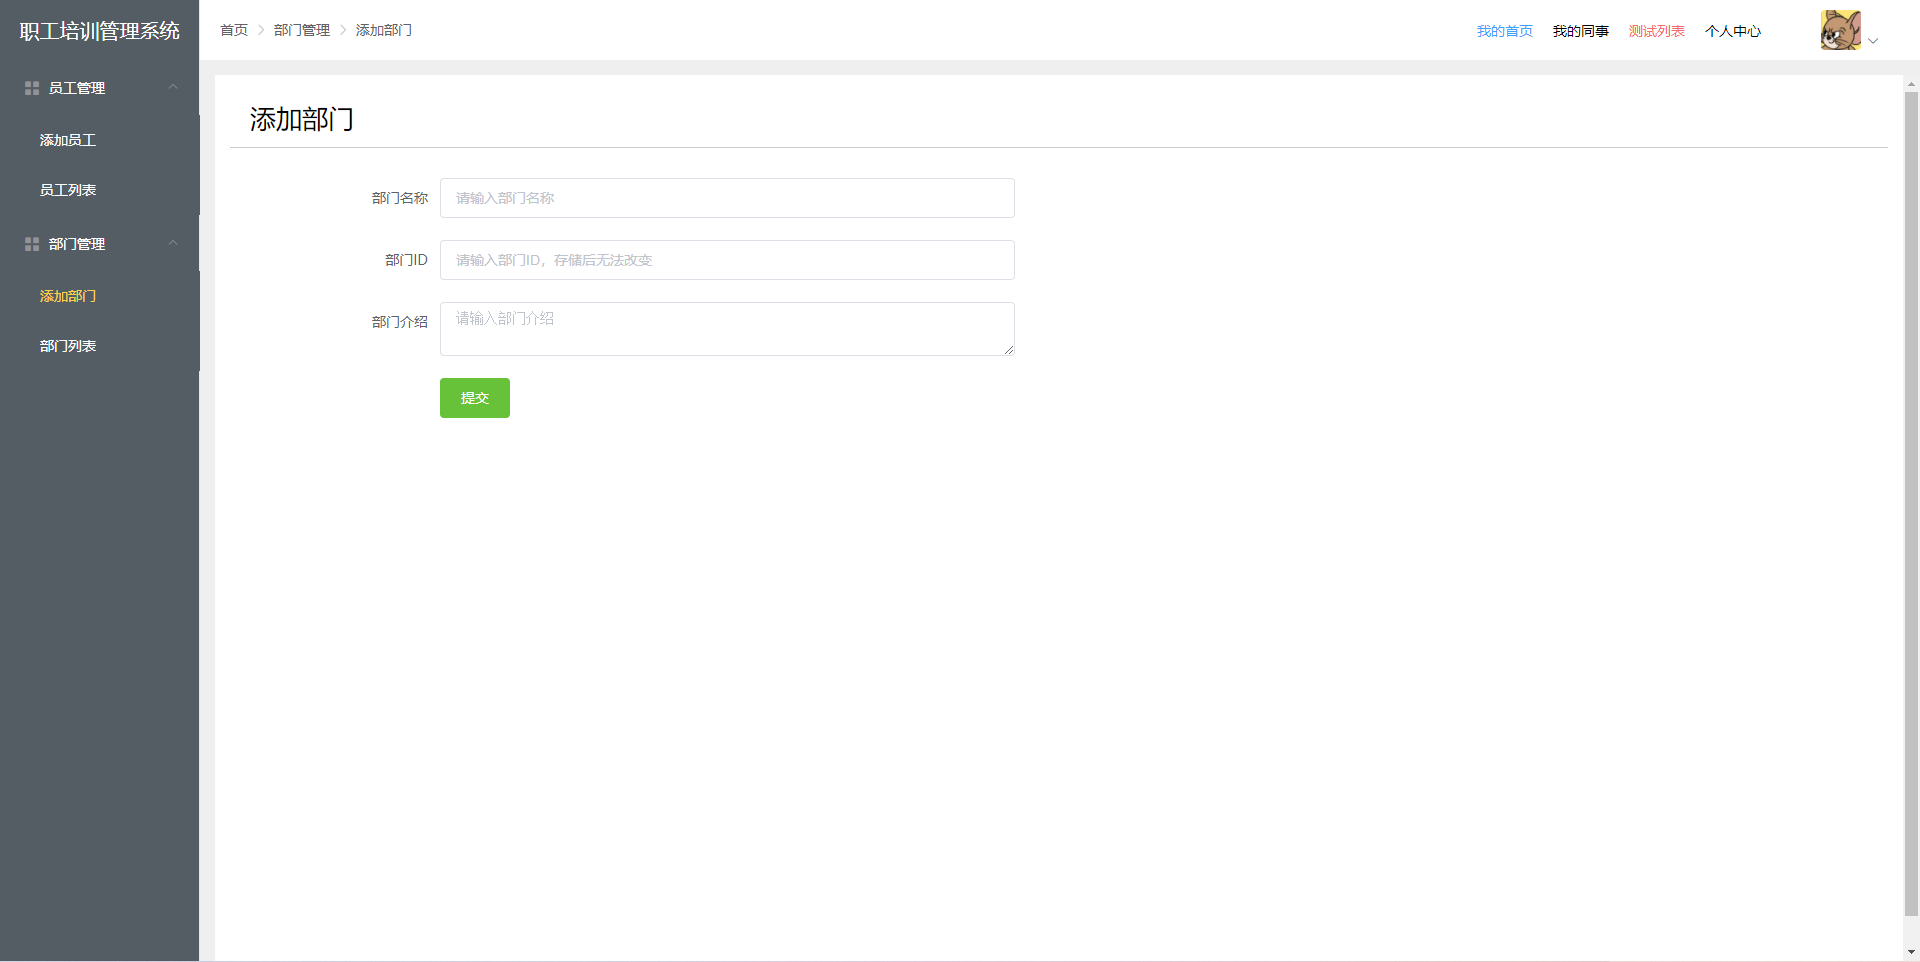 职工培训管理系统
首页 部门管理 添加部门
我的首页 我的同事 测试列表 个人中心
员工管理
添加员工
员工列表
部门管理
添加部门
部门列表
添加部门
部门名称 请输入部门名称
部门ID 请输入部门ID，存储后无法改变
部门介绍 请输入部门介绍
提交